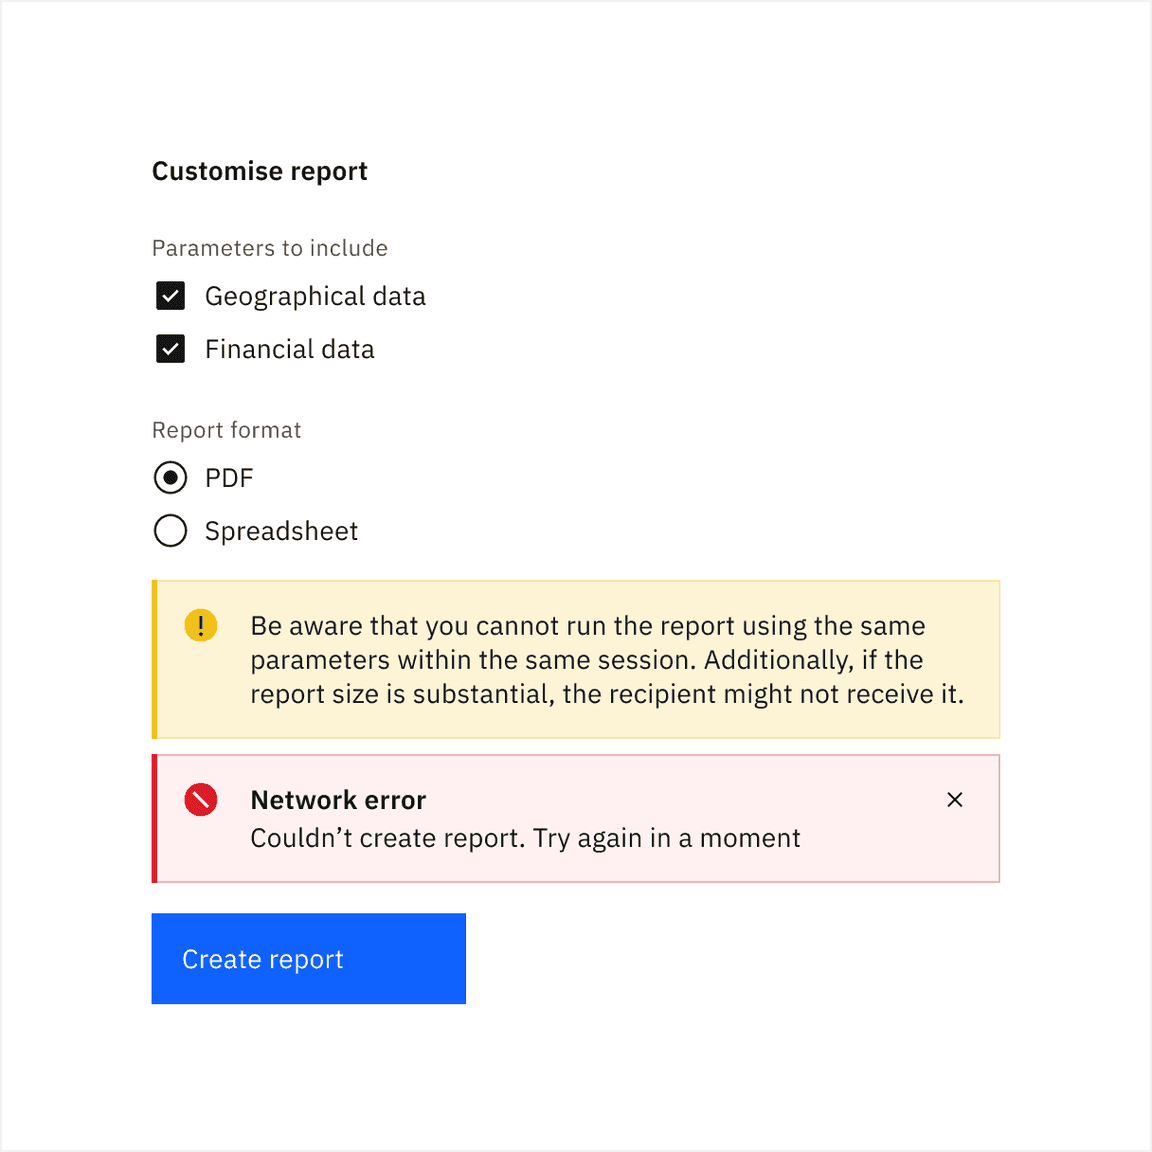 Customise report
Parameters to include
Geographical data
Financial data
Report format
PDF
Spreadsheet
Be aware that you cannot run the report using the same
parameters within the same session. Additionally, if the
report size is substantial, the recipient might not receive it.
Network error
Couldn’t create report. Try again in a moment
Create report